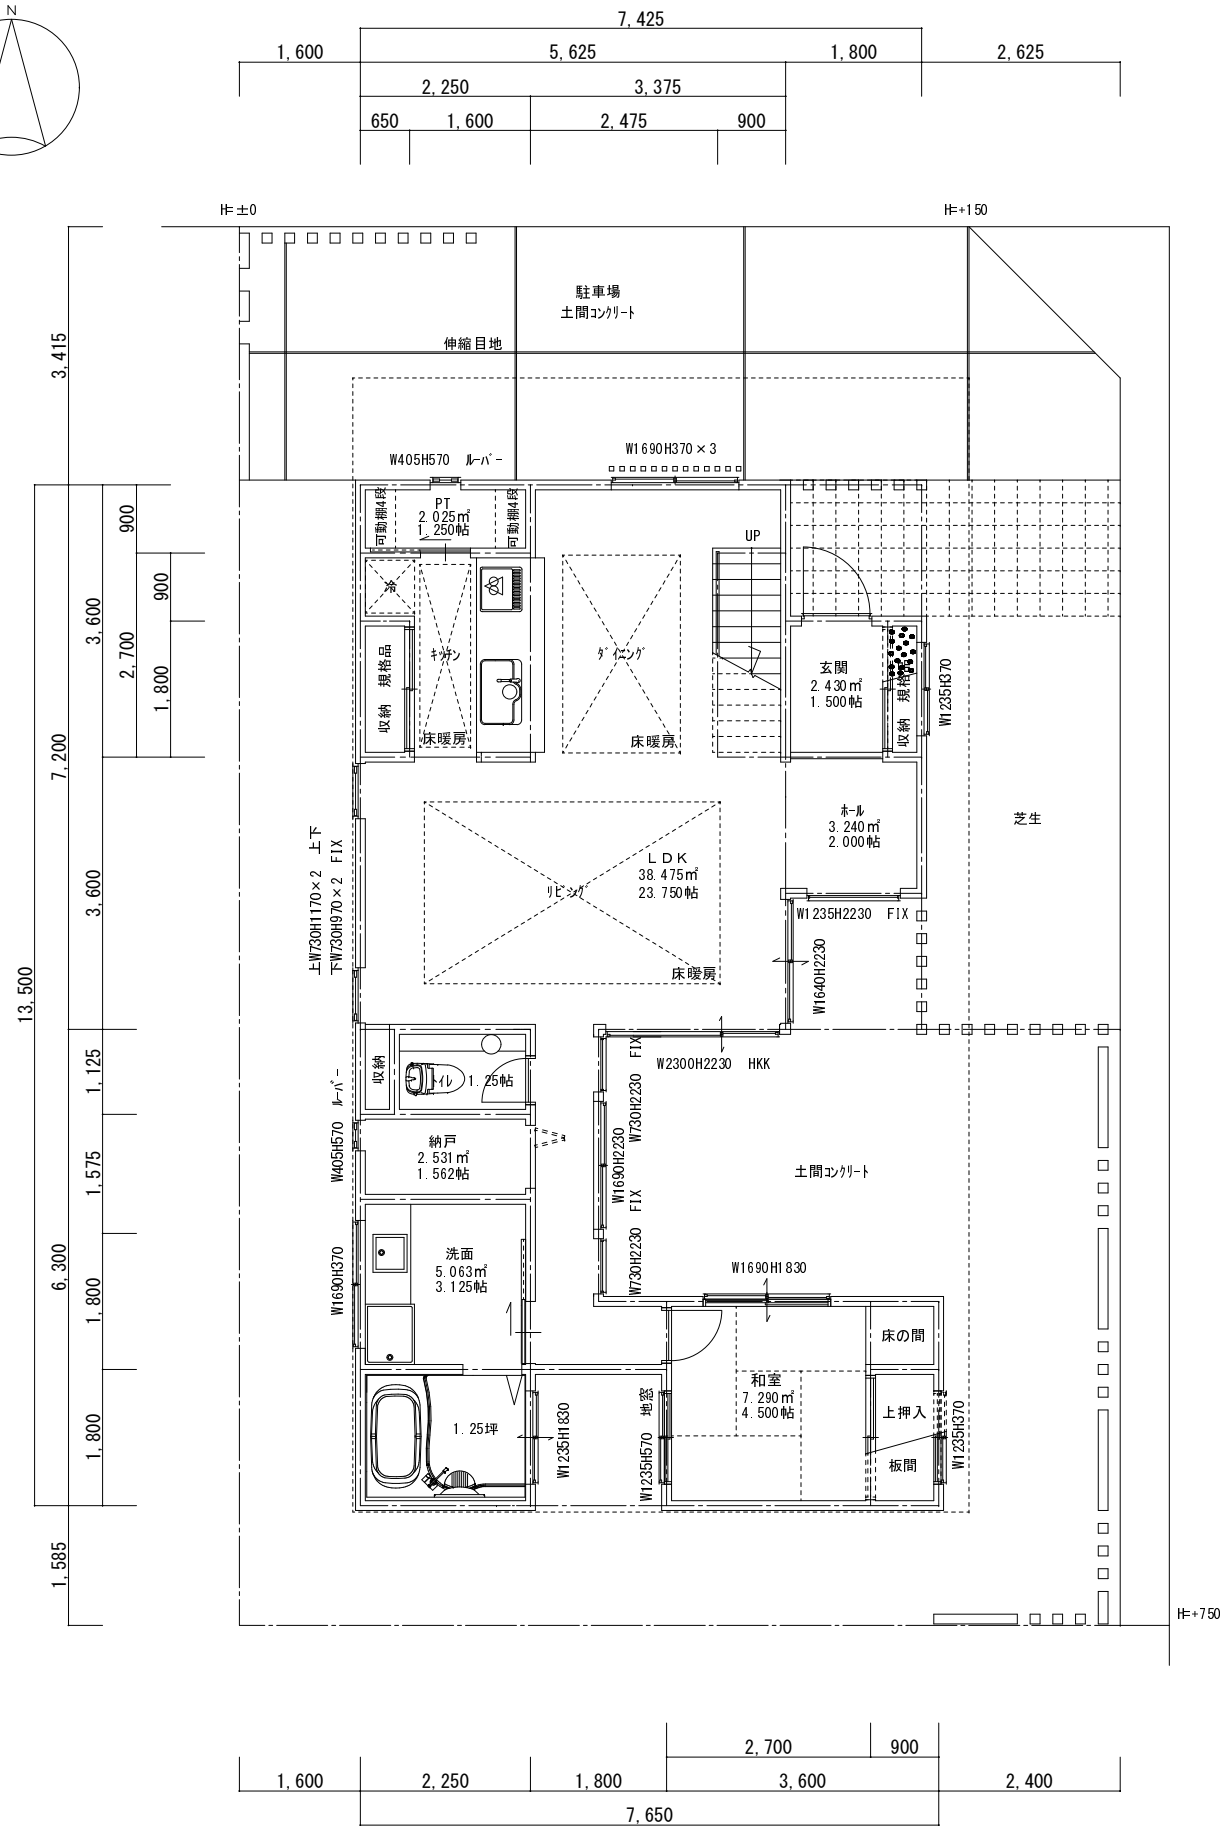 N
7,425
1,600
5,625
1,800
2,625
2,250
3,375
650
1,600
2,475
900
H=±0
H=+150
駐車場
土間コンクリート
伸縮目地
3,415
W405H570 ルーバー
W1690H370×3
可動棚4段
PT
2.025㎡
1.250帖
可動棚4段
UP
900
900
3,600
2,700
1,800
冷
キッチン
収納 規格品
床暖房
ダイニング
床暖房
玄関
2.430㎡
1.500帖
収納 規格品
W1235H370
7,200
ホール
3.240㎡
2.000帖
芝生
上W730H1170×2 上下
下W730H970×2 FIX
3,600
リビング
LDK
38.475㎡
23.750帖
床暖房
W1235H2230 FIX
W1640H2230
13,500
1,125
収納
トイレ 1.25帖
W2300H2230 HKK
W730H2230 FIX
W405H570 ルーバー
納戸
2.531㎡
1.562帖
W1690H2230
土間コンクリート
1,575
6,300
洗面
5.063㎡
3.125帖
W730H2230 FIX
W1690H370
1,800
W1690H1830
床の間
和室
7.290㎡
4.500帖
上押入
板間
W1235H370
1,800
1.25坪
W1235H1830
W1235H570 地窓
1,585
H=+750
2,700
900
1,600
2,250
1,800
3,600
2,400
7,650